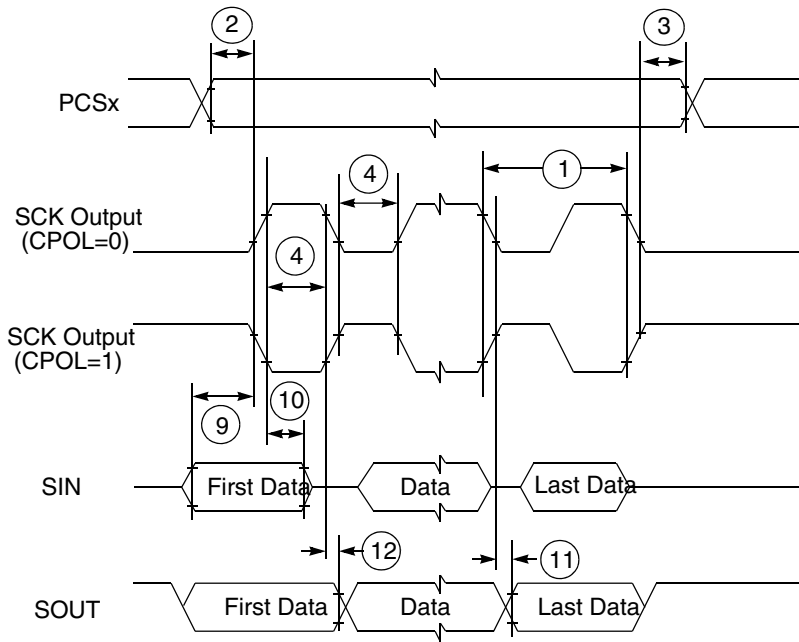 2
3
PCSx
4
1
SCK Output
(CPOL=0)
4
SCK Output
(CPOL=1)
9
10
SIN
First Data
Data
Last Data
12
11
SOUT
First Data
Data
Last Data